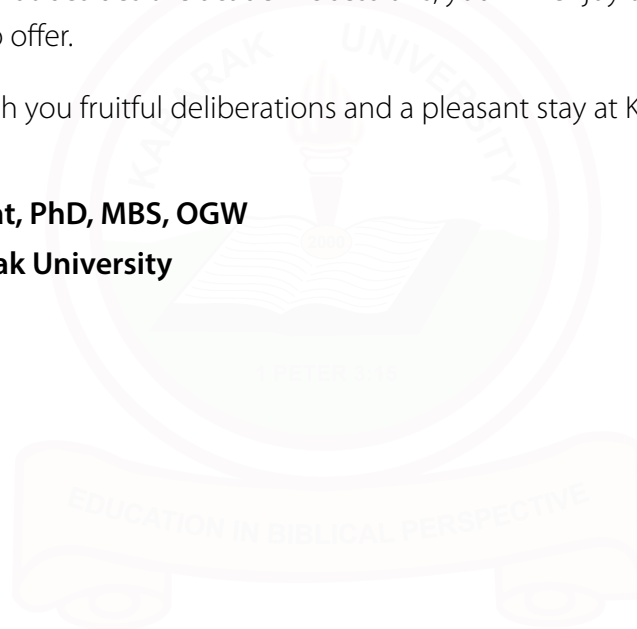 o offer.
h you fruitful deliberations and a pleasant stay at K
t, PhD, MBS, OGW
ak University
KABARAK UNIVERSITY
2000
1 PETER 3:15
EDUCATION IN BIBLICAL PERSPECTIVE